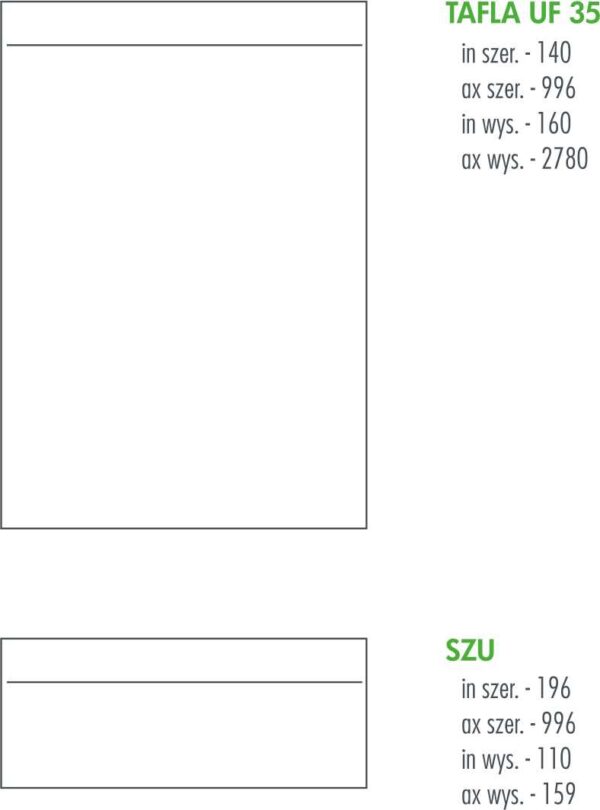 TAFLA UF 35
in szer. - 140
ax szer. - 996
in wys. - 160
ax wys. - 2780
SZU
in szer. - 196
ax szer. - 996
in wys. - 110
ax wys. - 159